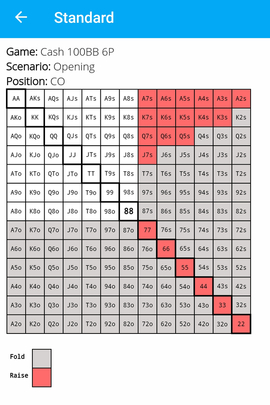 Standard
Game: Cash 100BB 6P
Scenario: Opening
Position: CO
AA AKs AQs AJs ATs A9s A8s A7s A6s A5s A4s A3s A2s
AKo KK KQs KJs KTs K9s K8s K7s K6s K5s K4s K3s K2s
AQo KQo QQ QJs QTs Q9s Q8s Q7s Q6s Q5s Q4s Q3s Q2s
AJo KJo QJo JJ JTs J9s J8s J7s J6s J5s J4s J3s J2s
ATo KTo QTo JTo TT T9s T8s T7s T6s T5s T4s T3s T2s
A9o K9o Q9o J9o T9o 99 98s 97s 96s 95s 94s 93s 92s
A8o K8o Q8o J8o T8o 98o 88 87s 86s 85s 84s 83s 82s
A7o K7o Q7o J7o T7o 97o 87o 77 76s 75s 74s 73s 72s
A6o K6o Q6o J6o T6o 96o 86o 76o 66 65s 64s 63s 62s
A5o K5o Q5o J5o T5o 95o 85o 75o 65o 55 54s 53s 52s
A4o K4o Q4o J4o T4o 94o 84o 74o 64o 54o 44 43s 42s
A3o K3o Q3o J3o T3o 93o 83o 73o 63o 53o 43o 33 32s
A2o K2o Q2o J2o T2o 92o 82o 72o 62o 52o 42o 32o 22
Fold
Raise